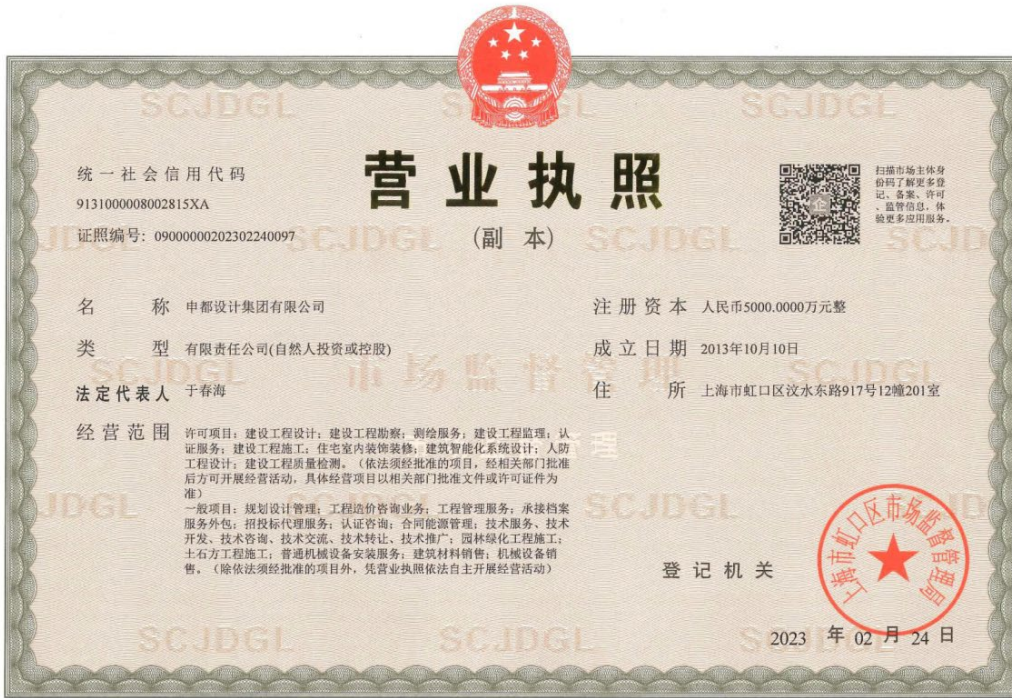 营业执照
(副 本)
统一社会信用代码
9131000008002815XA
证照编号: 09000000202302240097
扫描市场主体身
份码了解更多登
记、备案、许可
、监管信息，体
验更多应用服务。
名 称 申都设计集团有限公司
类 型 有限责任公司(自然人投资或控股)
法定代表人 于春海
经营范围 许可项目：建设工程设计；建设工程勘察；测绘服务；建设工程监理；认
证服务；建设工程施工；住宅室内装饰装修；建筑智能化系统设计；人防
工程设计；建设工程质量检测。（依法须经批准的项目，经相关部门批准
后方可开展经营活动，具体经营项目以相关部门批准文件或许可证件为
准）
一般项目：规划设计管理；工程造价咨询业务；工程管理服务；承接档案
服务外包；招投标代理服务；认证咨询；合同能源管理；技术服务、技术
开发、技术咨询、技术交流、技术转让、技术推广；园林绿化工程施工；
土石方工程施工；普通机械设备安装服务；建筑材料销售；机械设备销
售。（除依法须经批准的项目外，凭营业执照依法自主开展经营活动）
注册资本 人民币5000.0000万元整
成立日期 2013年10月10日
住 所 上海市虹口区汶水东路917号12幢201室
登记机关
上海市虹口区市场监督管理局
2023 年 02 月 24 日
SCJDGL
市场监督管理